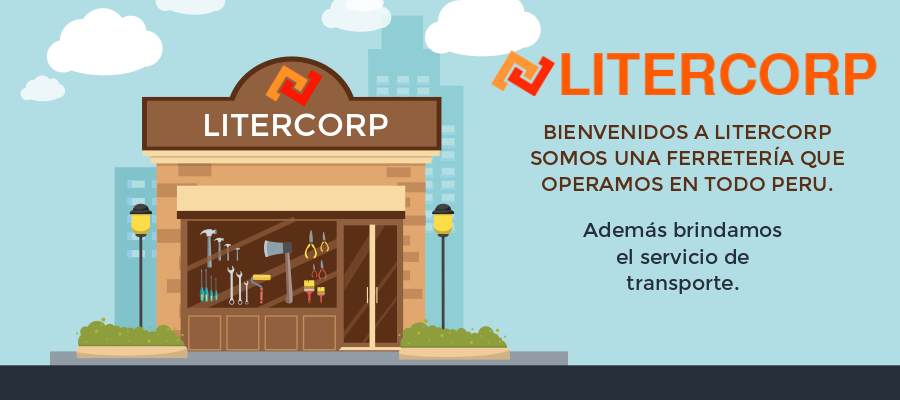 LITERCORP
LITERCORP
BIENVENIDOS A LITERCORP
SOMOS UNA FERRETERÍA QUE
OPERAMOS EN TODO PERU.
Además brindamos
el servicio de
transporte.